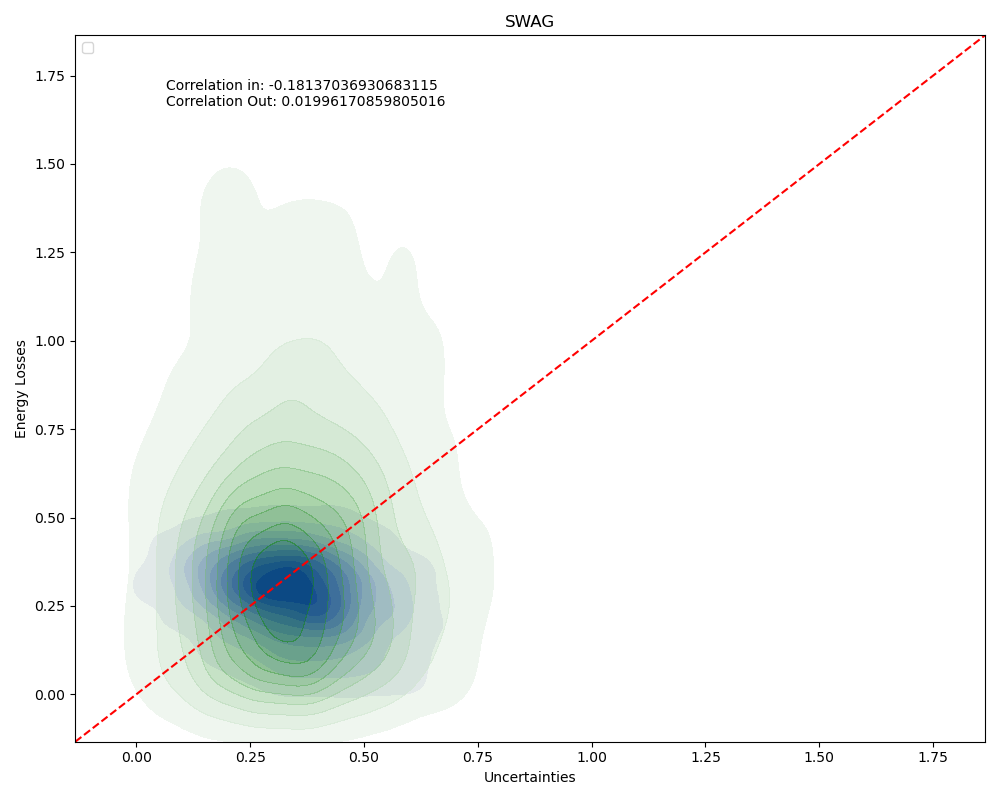 SWAG
Correlation in: -0.18137036930683115
Correlation Out: 0.01996170859805016
1.75
1.50
1.25
1.00
0.75
0.50
0.25
0.00
Energy Losses
0.00 0.25 0.50 0.75 1.00 1.25 1.50 1.75
Uncertainties